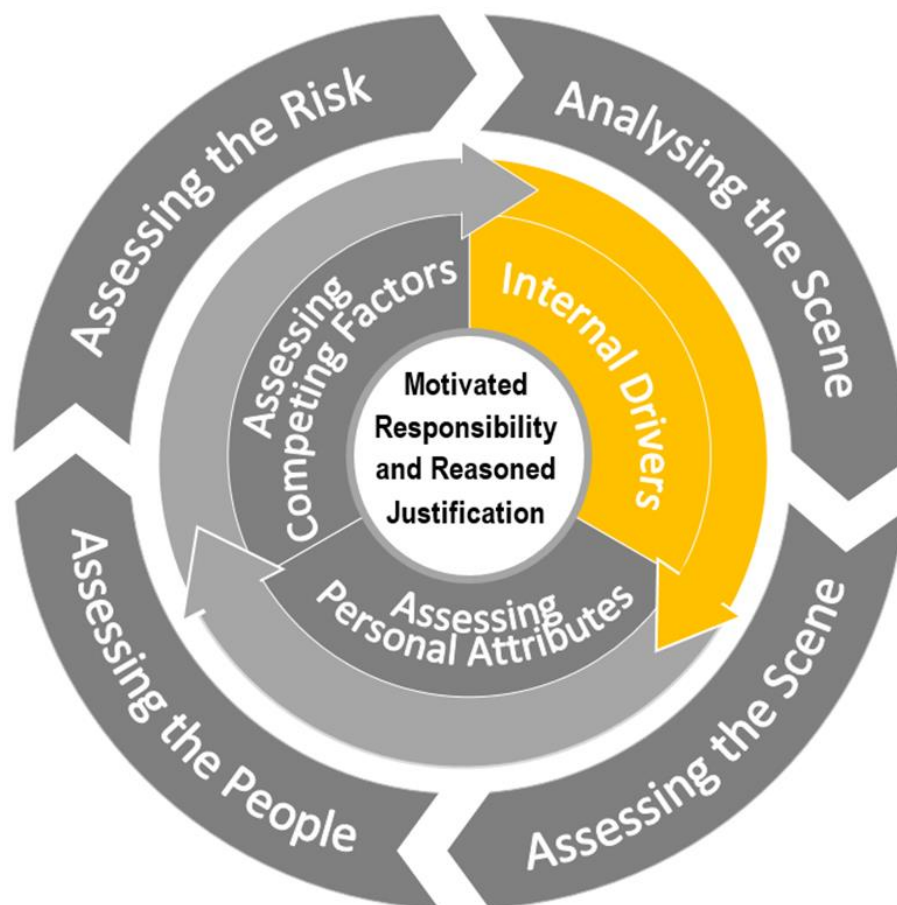 Assessing the Risk
Analysing the Scene
Assessing the Scene
Assessing the People
Assessing
Competing Factors
Internal Drivers
Assessing
Personal Attributes
Motivated
Responsibility
and Reasoned
Justification